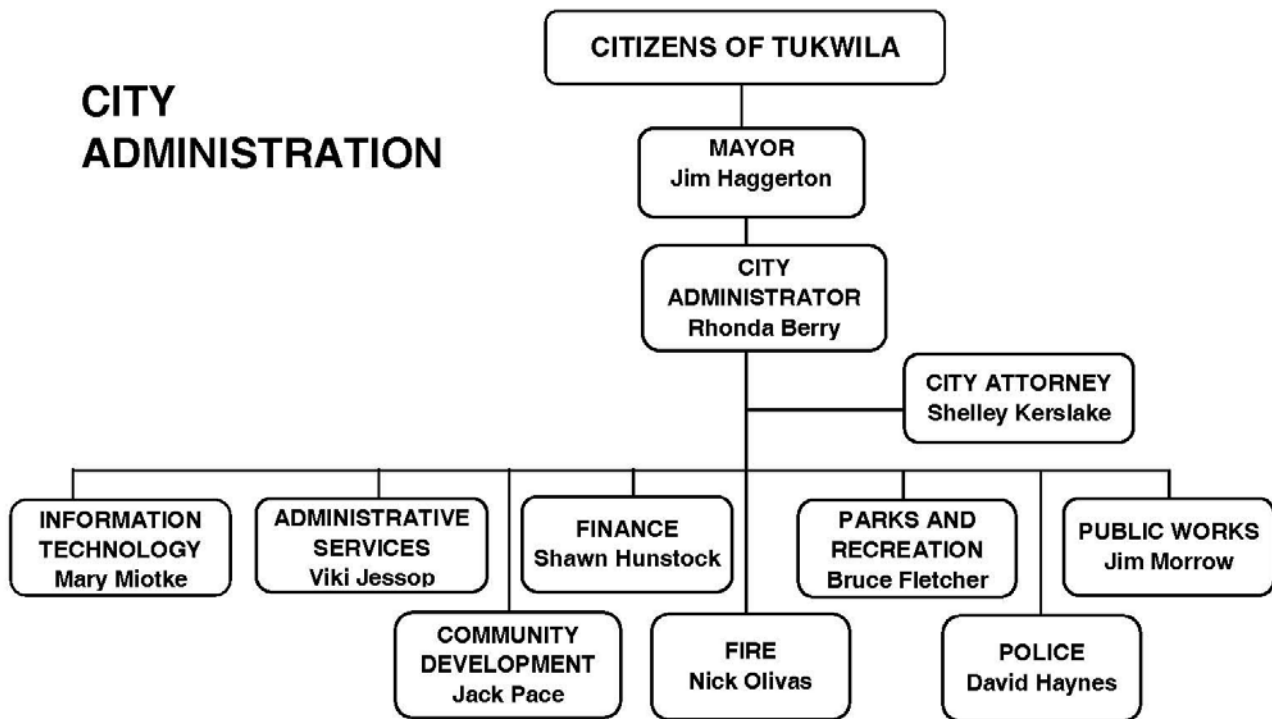 CITIZENS OF TUKWILA
CITY
ADMINISTRATION
MAYOR
Jim Haggerton
CITY
ADMINISTRATOR
Rhonda Berry
CITY ATTORNEY
Shelley Kerslake
INFORMATION
TECHNOLOGY
Mary Miotke
ADMINISTRATIVE
SERVICES
Viki Jessop
FINANCE
Shawn Hunstock
PARKS AND
RECREATION
Bruce Fletcher
PUBLIC WORKS
Jim Morrow
COMMUNITY
DEVELOPMENT
Jack Pace
FIRE
Nick Olivas
POLICE
David Haynes